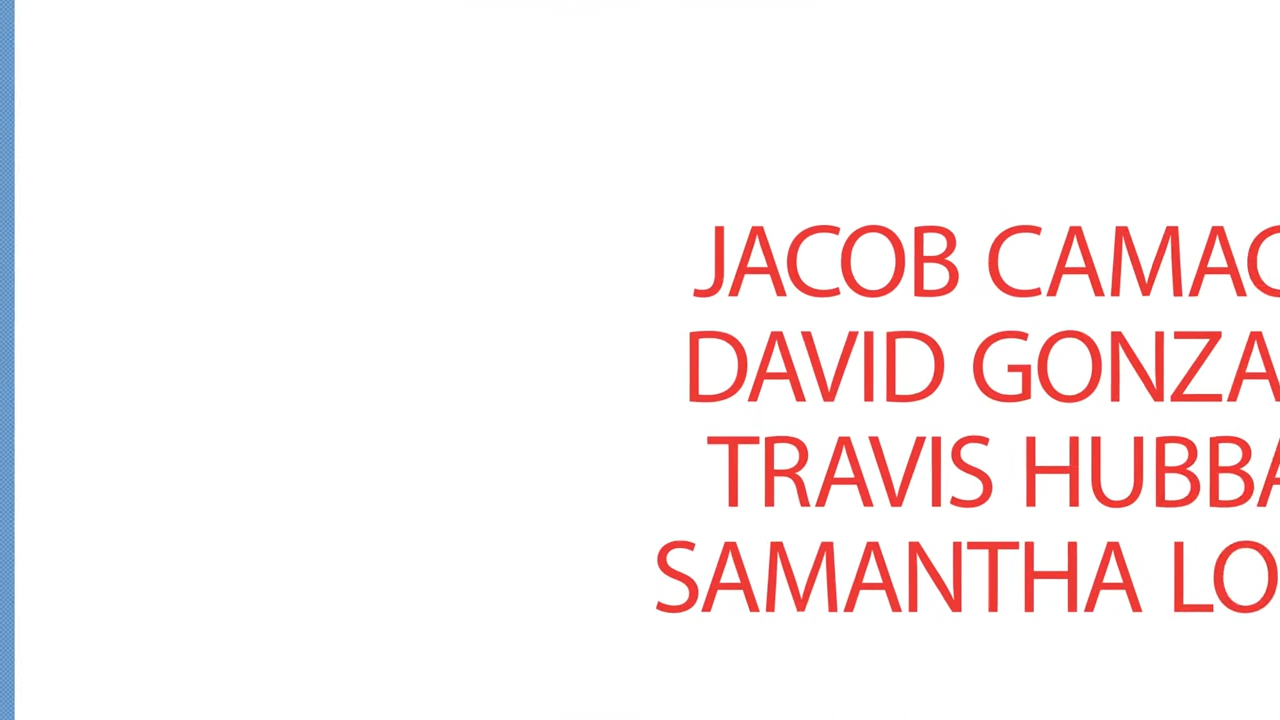 JACOB CAMAC
DAVID GONZA
TRAVIS HUBBA
SAMANTHA LO